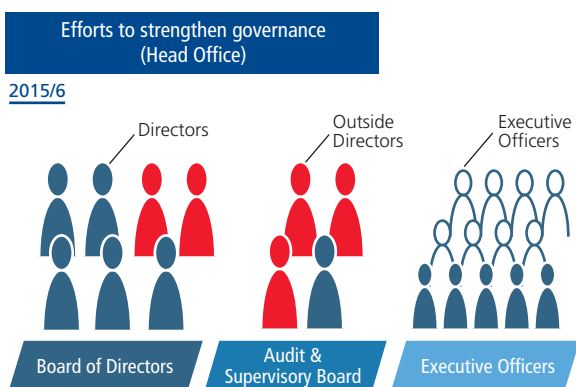 Efforts to strengthen governance
(Head Office)
2015/6
Directors
Outside
Directors
Executive
Officers
Board of Directors
Audit &
Supervisory Board
Executive Officers